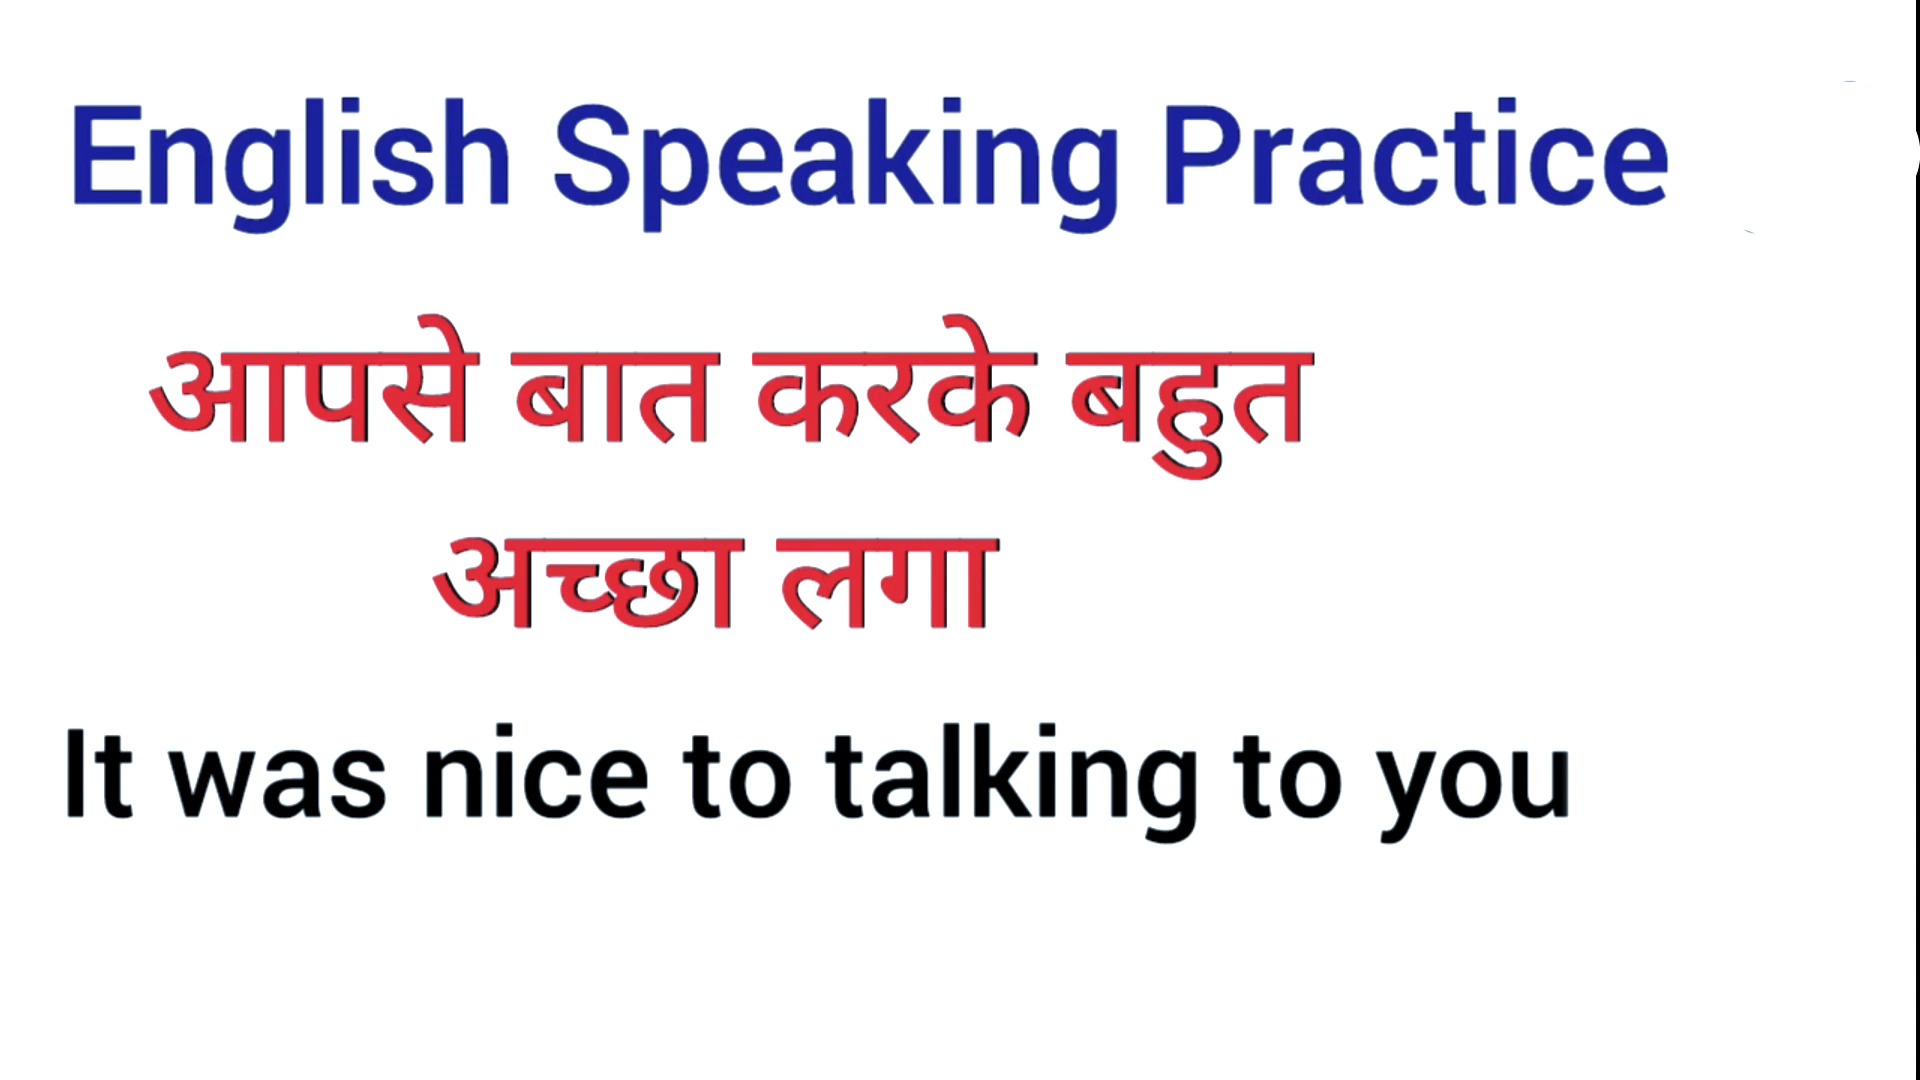 English Speaking Practice
आपसे बात करके बहुत
अच्छा लगा
It was nice to talking to you